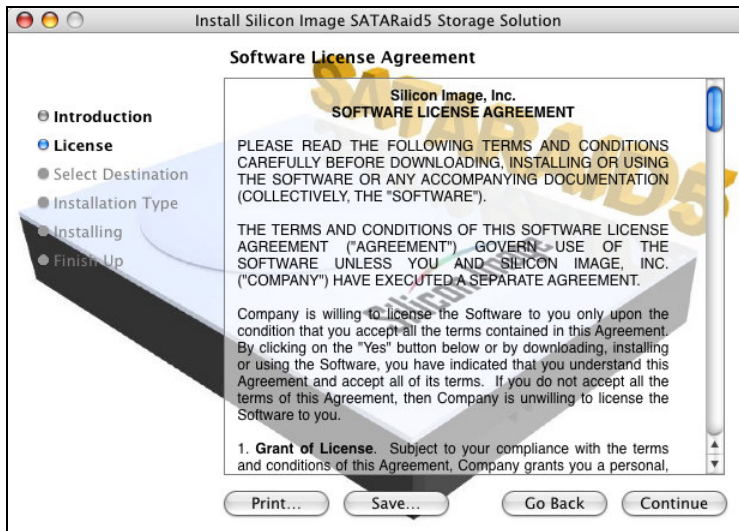 Install Silicon Image SATARaid5 Storage Solution
Software License Agreement
Introduction
License
Select Destination
Installation Type
Installing
Finish Up
SATARAID5
Silicon Image
Silicon Image, Inc.
SOFTWARE LICENSE AGREEMENT
PLEASE READ THE FOLLOWING TERMS AND CONDITIONS
CAREFULLY BEFORE DOWNLOADING, INSTALLING OR USING
THE SOFTWARE OR ANY ACCOMPANYING DOCUMENTATION
(COLLECTIVELY, THE "SOFTWARE").
THE TERMS AND CONDITIONS OF THIS SOFTWARE LICENSE
AGREEMENT ("AGREEMENT") GOVERN USE OF THE
SOFTWARE UNLESS YOU AND SILICON IMAGE, INC.
("COMPANY") HAVE EXECUTED A SEPARATE AGREEMENT.
Company is willing to license the Software to you only upon the
condition that you accept all the terms contained in this Agreement.
By clicking on the "Yes" button below or by downloading, installing
or using the Software, you have indicated that you understand this
Agreement and accept all of its terms.  If you do not accept all the
terms of this Agreement, then Company is unwilling to license the
Software to you.
1. Grant of License.  Subject to your compliance with the terms
and conditions of this Agreement, Company grants you a personal,
Print...
Save...
Go Back
Continue